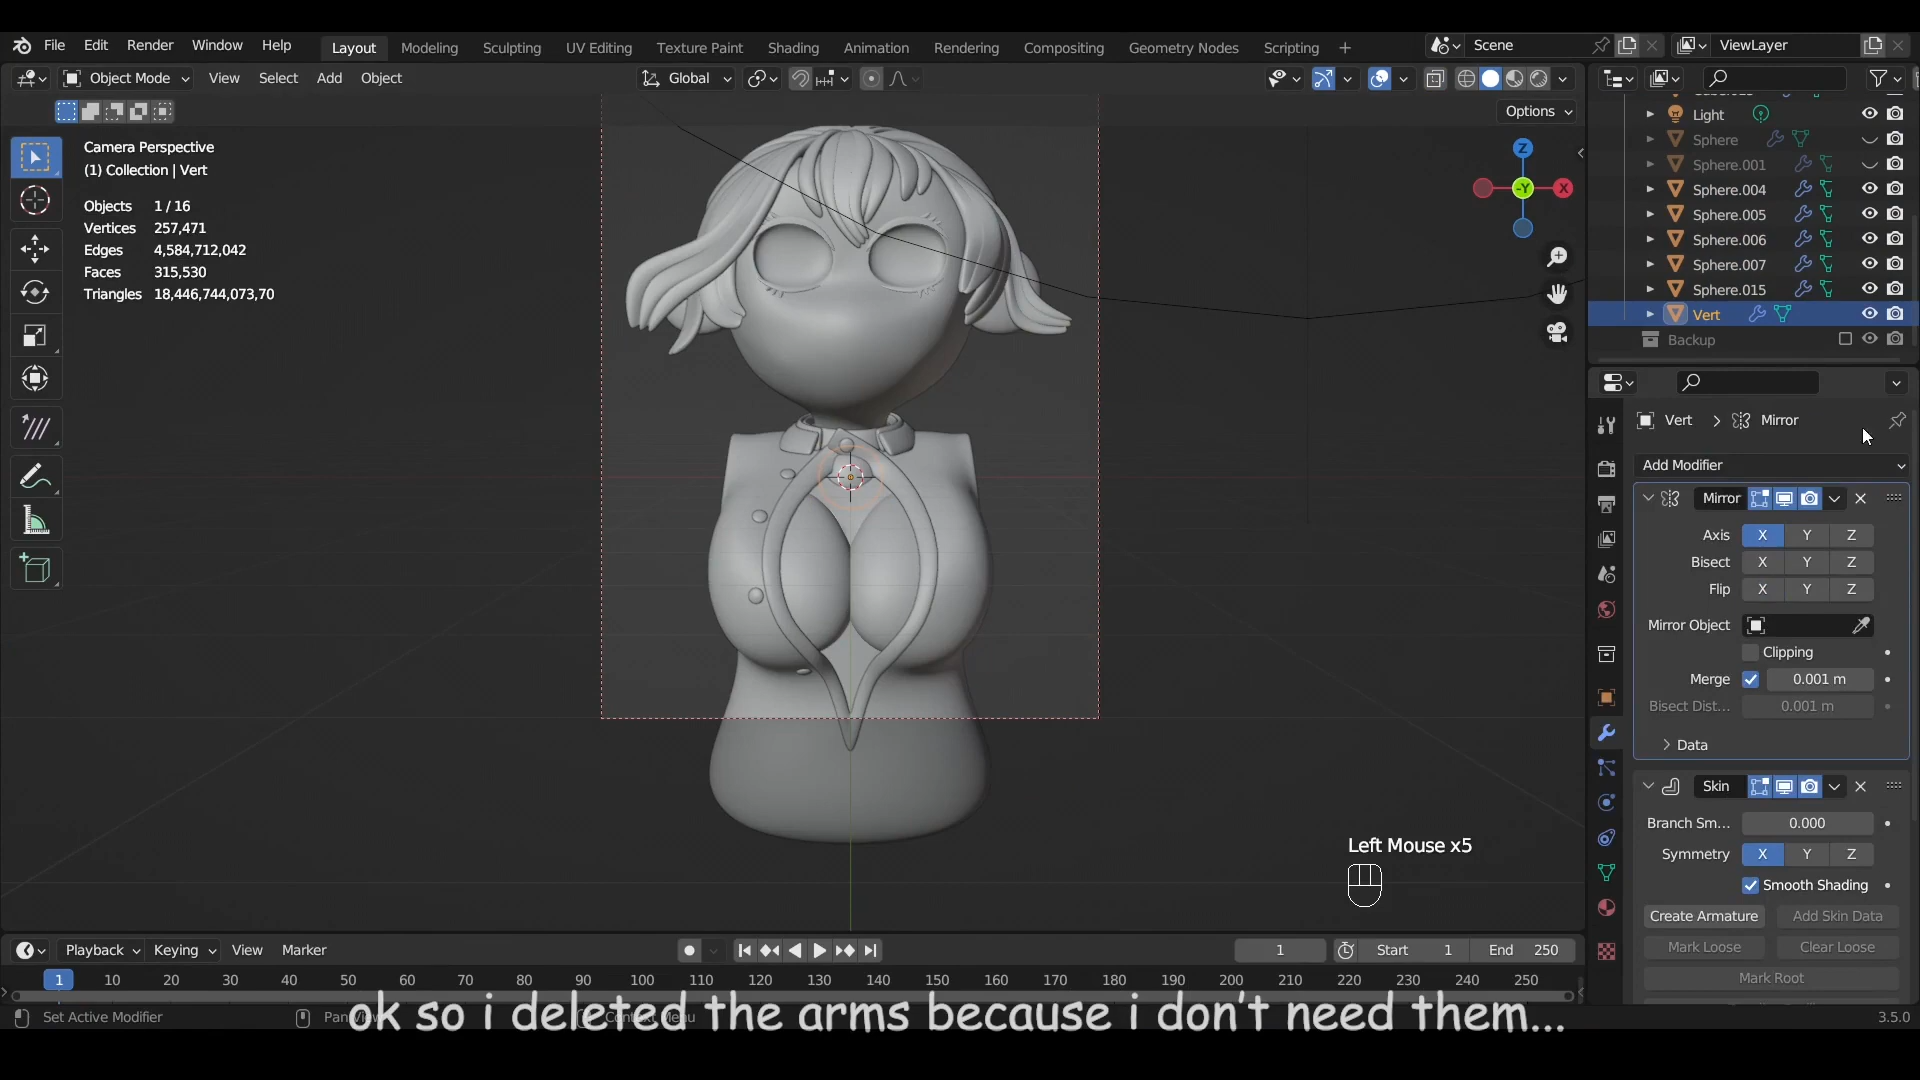 File Edit Render Window Help Layout Modeling Sculpting UV Editing Texture Paint Shading Animation Rendering Compositing Geometry Nodes Scripting + Scene ViewLayer
Object Mode View Select Add Object Global
Options
Camera Perspective
(1) Collection | Vert
Objects 1 / 16
Vertices 257,471
Edges 4,584,712,042
Faces 315,530
Triangles 18,446,744,073,70
Z
-Y
X
Light
Sphere
Sphere.001
Sphere.004
Sphere.005
Sphere.006
Sphere.007
Sphere.015
Vert
Backup
Vert > Mirror
Add Modifier
Mirror
Axis X Y Z
Bisect X Y Z
Flip X Y Z
Mirror Object
Clipping
Merge 0.001 m
Bisect Dist... 0.001 m
Data
Skin
Branch Sm... 0.000
Symmetry X Y Z
Smooth Shading
Create Armature Add Skin Data
Mark Loose Clear Loose
Mark Root
Left Mouse x5
Playback Keying View Marker 1 Start 1 End 250
1 10 20 30 40 50 60 70 80 90 100 110 120 130 140 150 160 170 180 190 200 210 220 230 240 250
Set Active Modifier
ok so i deleted the arms because i don't need them...
3.5.0